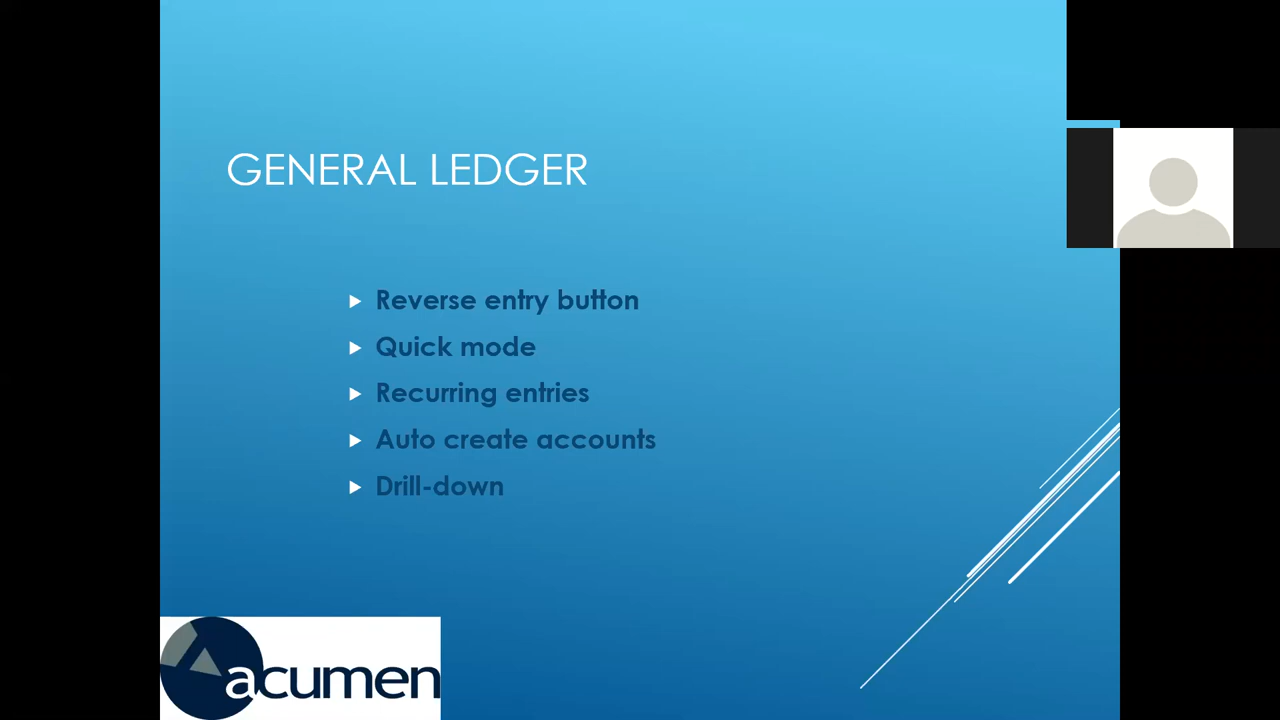 GENERAL LEDGER
Reverse entry button
Quick mode
Recurring entries
Auto create accounts
Drill-down
acumen